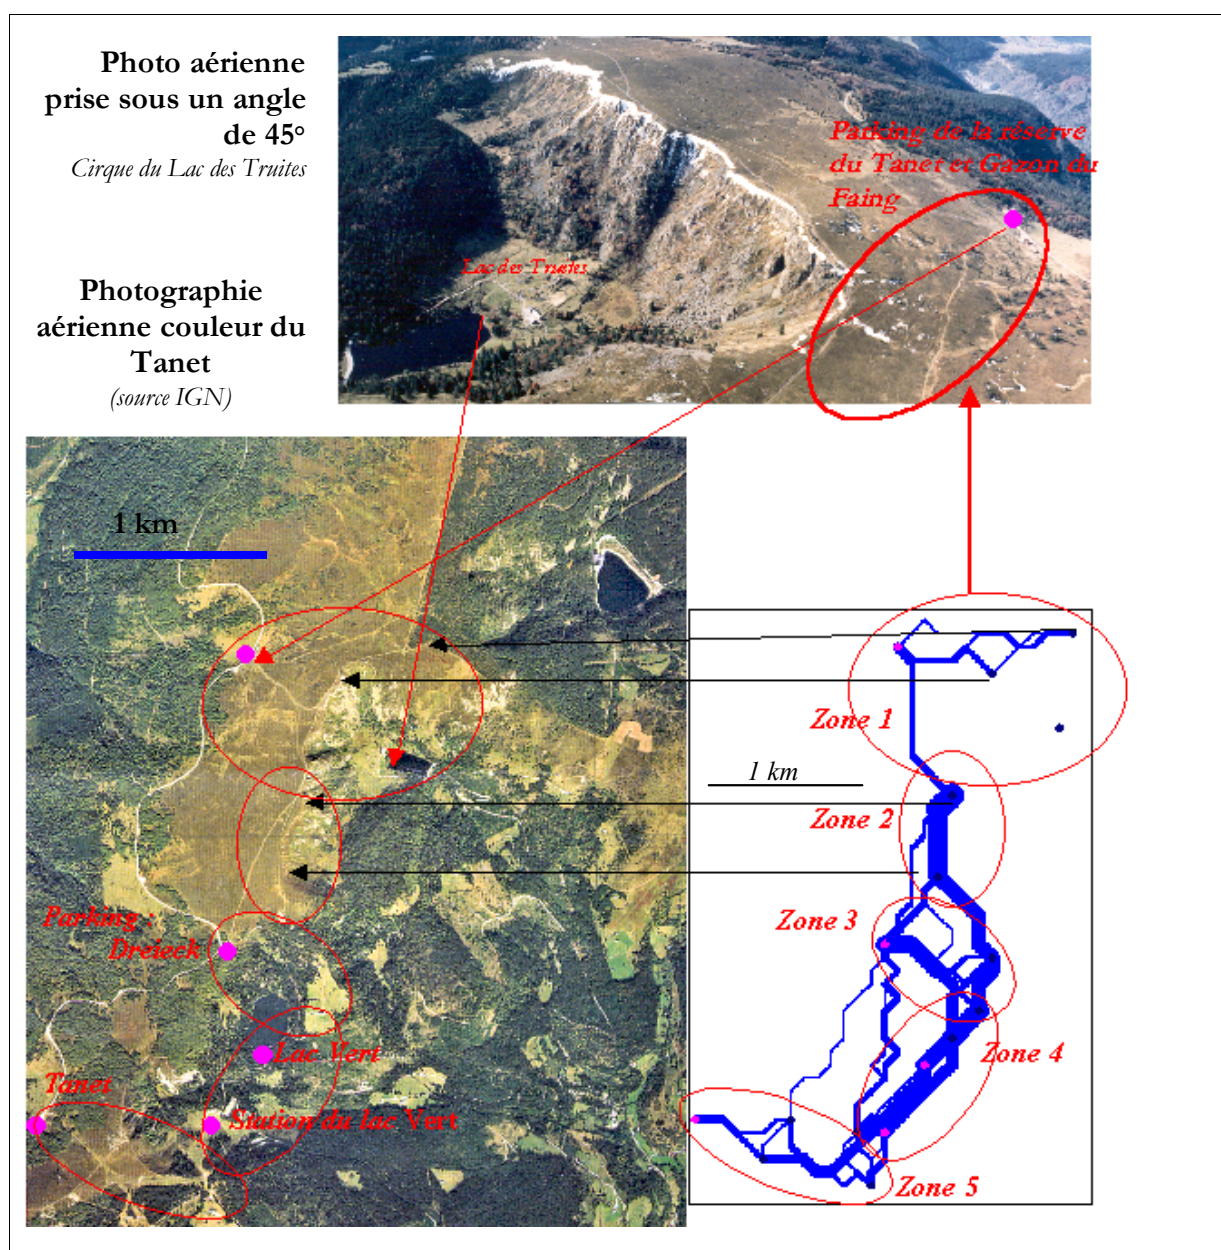 Photo aérienne
prise sous un angle
de 45°
Cirque du Lac des Truites
Parking de la réserve
du Tanet et Gazon du
Faing
Lac des Truites
Photographie
aérienne couleur du
Tanet
(source IGN)
1 km
Zone 1
1 km
Zone 2
Parking :
Dreieck
Zone 3
Lac Vert
Zone 4
Tanet
Station du lac Vert
Zone 5